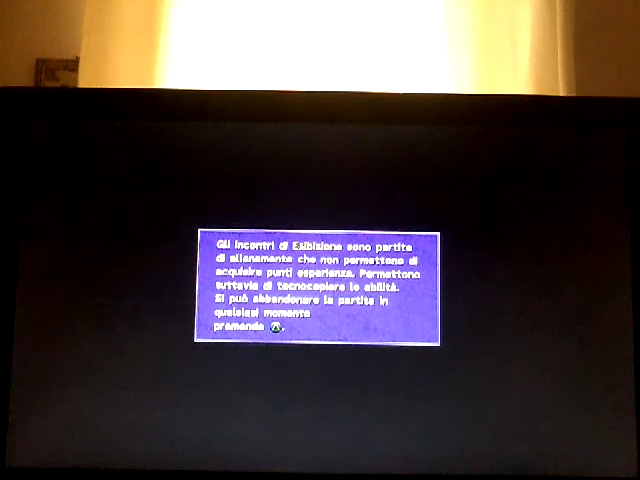 Gli incontri di Esibizione sono partite
di allenamento che non permettono di
acquisire punti esperienza. Permettono
tuttavia di tecnocopiare le abilità.
Si può abbandonare la partita in
qualsiasi momento
premendo